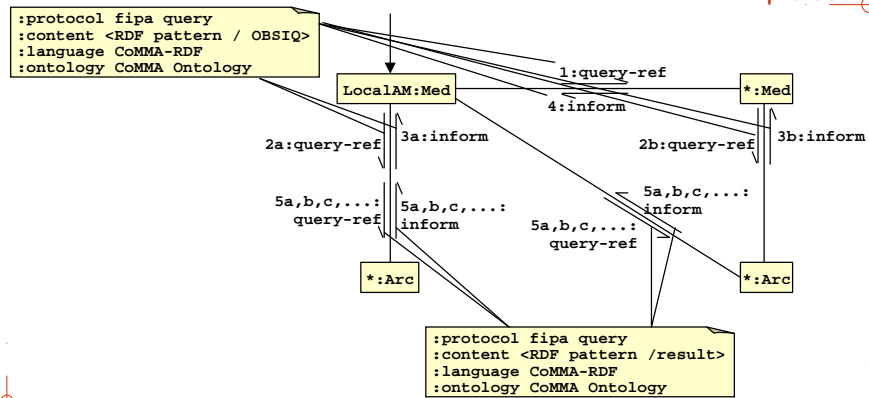 :protocol fipa query
:content <RDF pattern / OBSIQ>
:language CoMMA-RDF
:ontology CoMMA Ontology
1:query-ref
LocalAM:Med
*:Med
4:inform
2a:query-ref
3a:inform
2b:query-ref
3b:inform
5a,b,c,...:
query-ref
5a,b,c,...:
inform
5a,b,c,...:
inform
5a,b,c,...:
query-ref
*:Arc
*:Arc
:protocol fipa query
:content <RDF pattern /result>
:language CoMMA-RDF
:ontology CoMMA Ontology